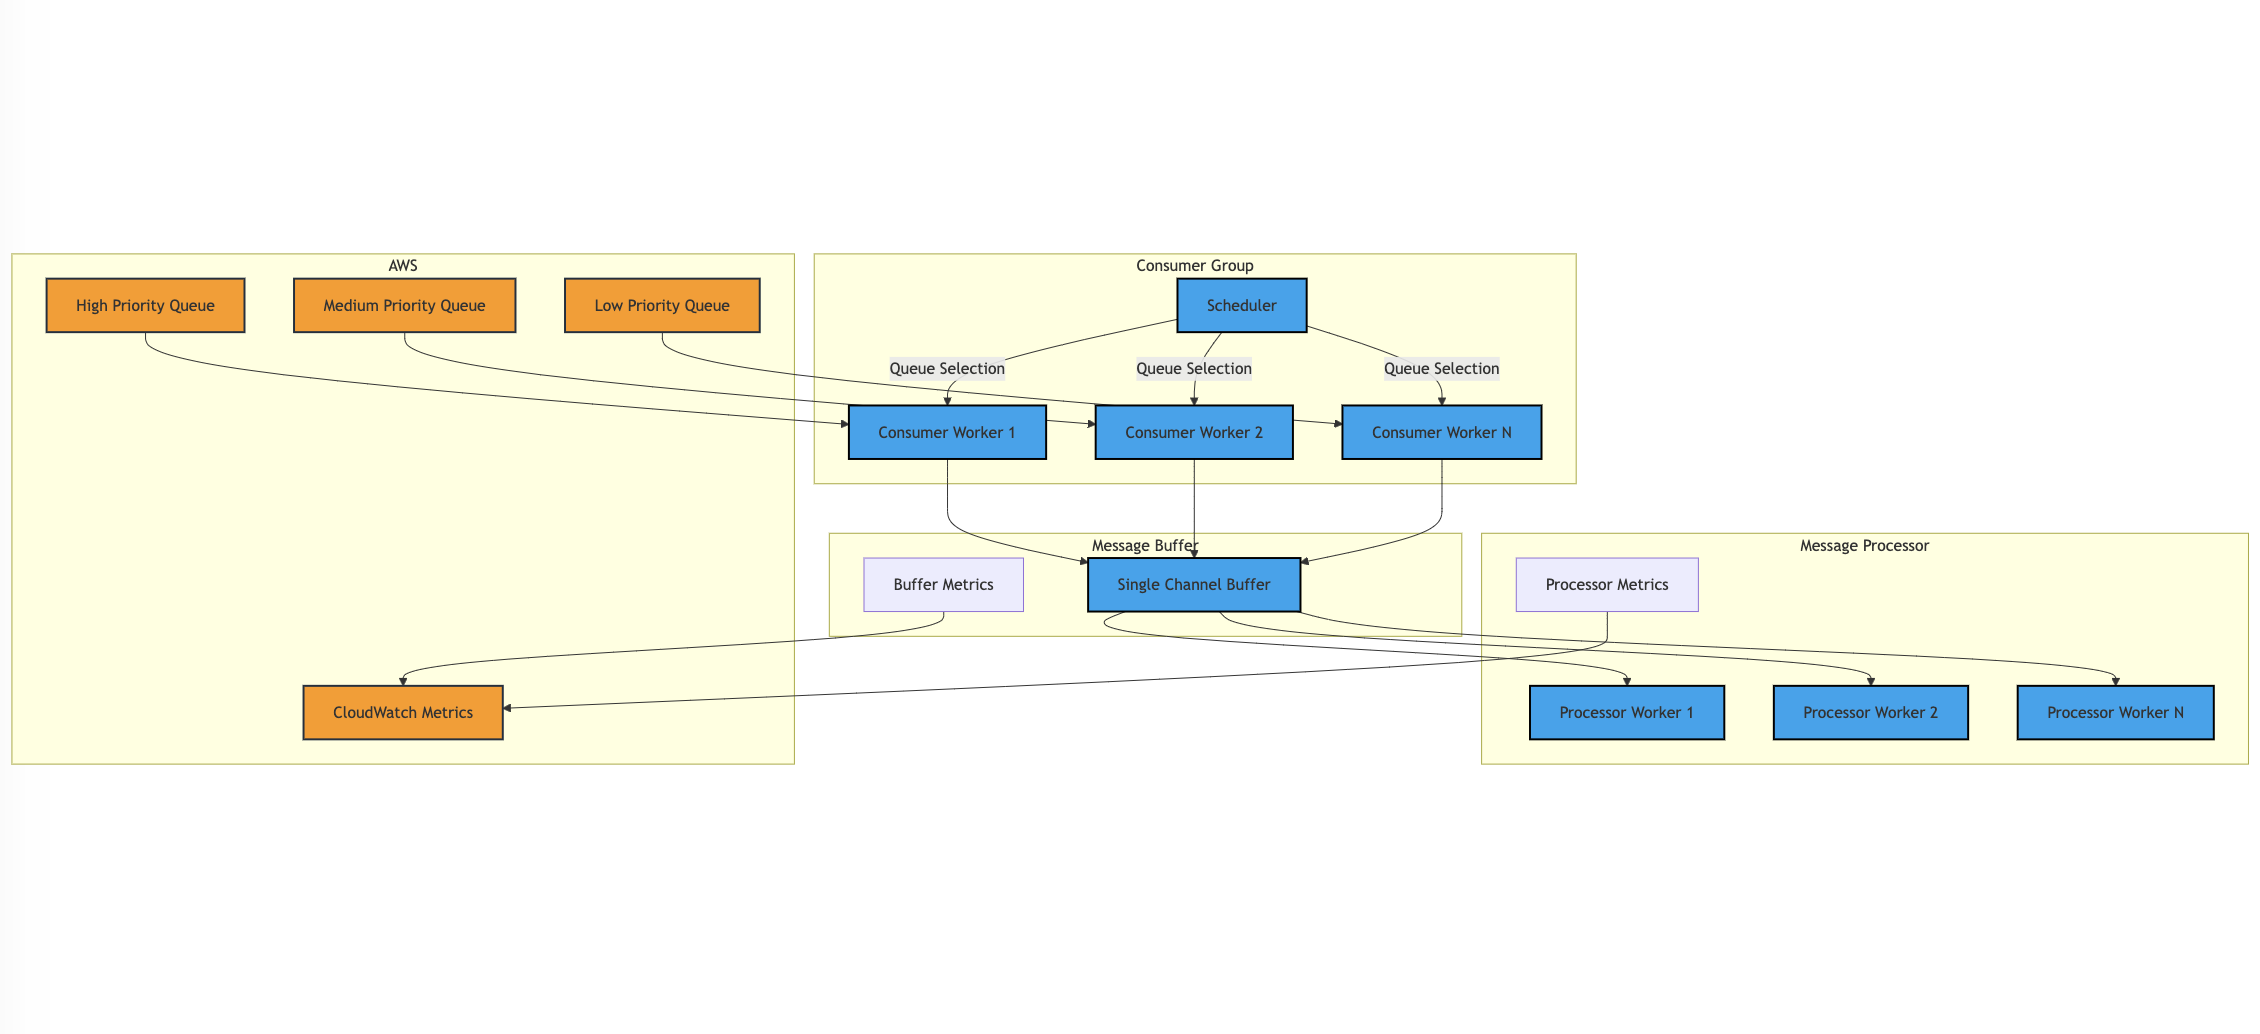 AWS
High Priority Queue
Medium Priority Queue
Low Priority Queue
CloudWatch Metrics
Consumer Group
Scheduler
Queue Selection
Queue Selection
Queue Selection
Consumer Worker 1
Consumer Worker 2
Consumer Worker N
Message Buffer
Buffer Metrics
Single Channel Buffer
Message Processor
Processor Metrics
Processor Worker 1
Processor Worker 2
Processor Worker N